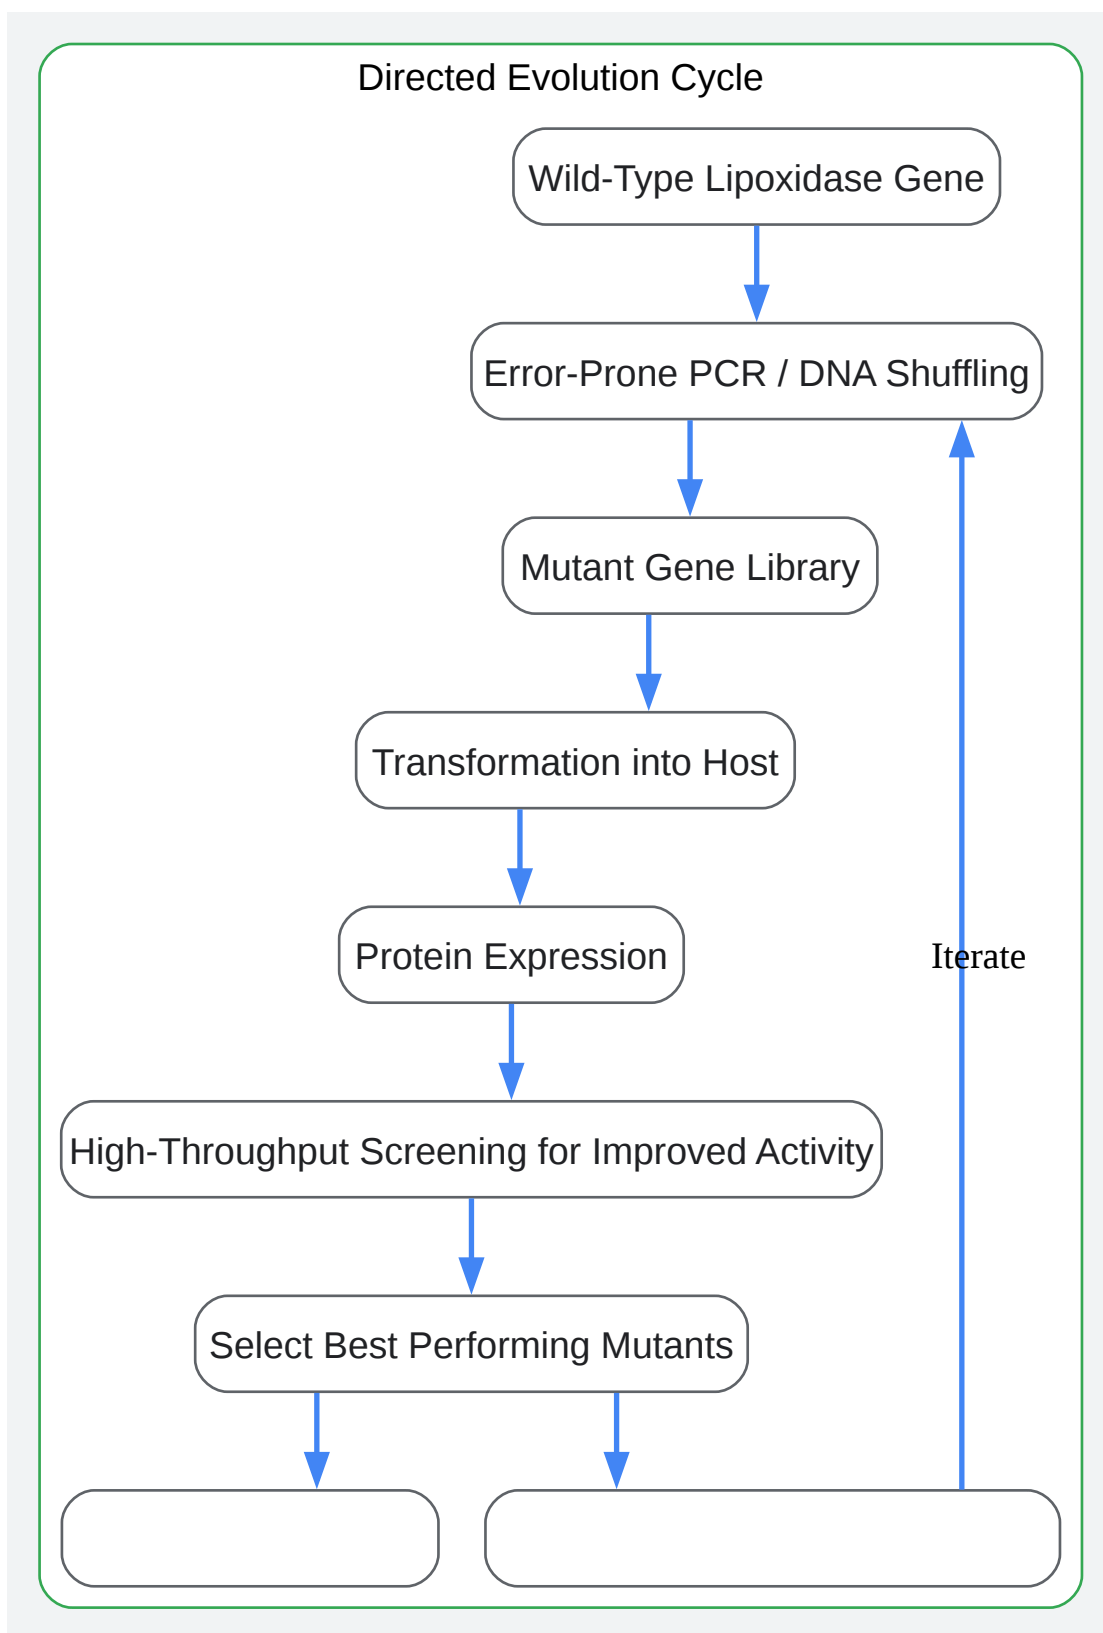 Directed Evolution Cycle
Wild-Type Lipoxidase Gene
Error-Prone PCR / DNA Shuffling
Mutant Gene Library
Transformation into Host
Protein Expression
Iterate
High-Throughput Screening for Improved Activity
Select Best Performing Mutants